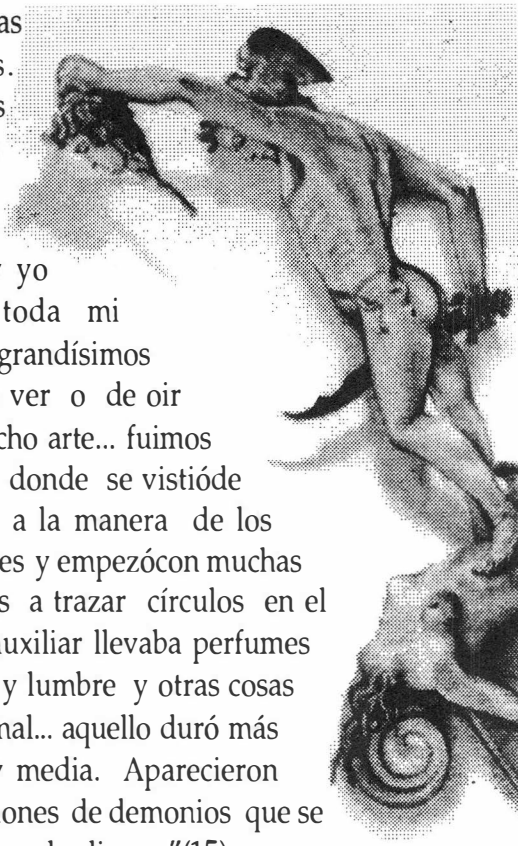 as
s.
s
y yo
toda mi
grandísimos
ver o de oir
cho arte... fuimos
donde se vistióde
a la manera de los
es y empezócon muchas
s a trazar círculos en el
uxiliar llevaba perfumes
y lumbre y otras cosas
nal... aquello duró más
y media. Aparecieron
iones de demonios que se
"(15)